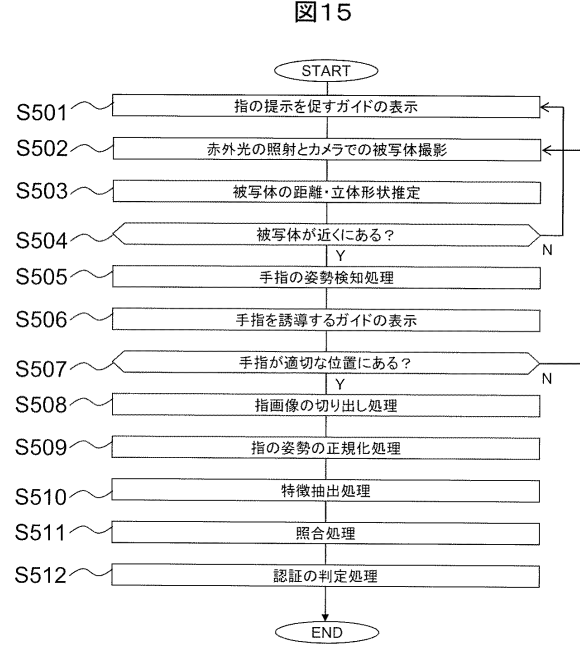 図15
START
S501 指の提示を促すガイドの表示
S502 赤外光の照射とカメラでの被写体撮影
S503 被写体の距離・立体形状推定
S504 被写体が近くにある?
Y
N
S505 手指の姿勢検知処理
S506 手指を誘導するガイドの表示
S507 手指が適切な位置にある?
Y
N
S508 指画像の切り出し処理
S509 指の姿勢の正規化処理
S510 特徴抽出処理
S511 照合処理
S512 認証の判定処理
END